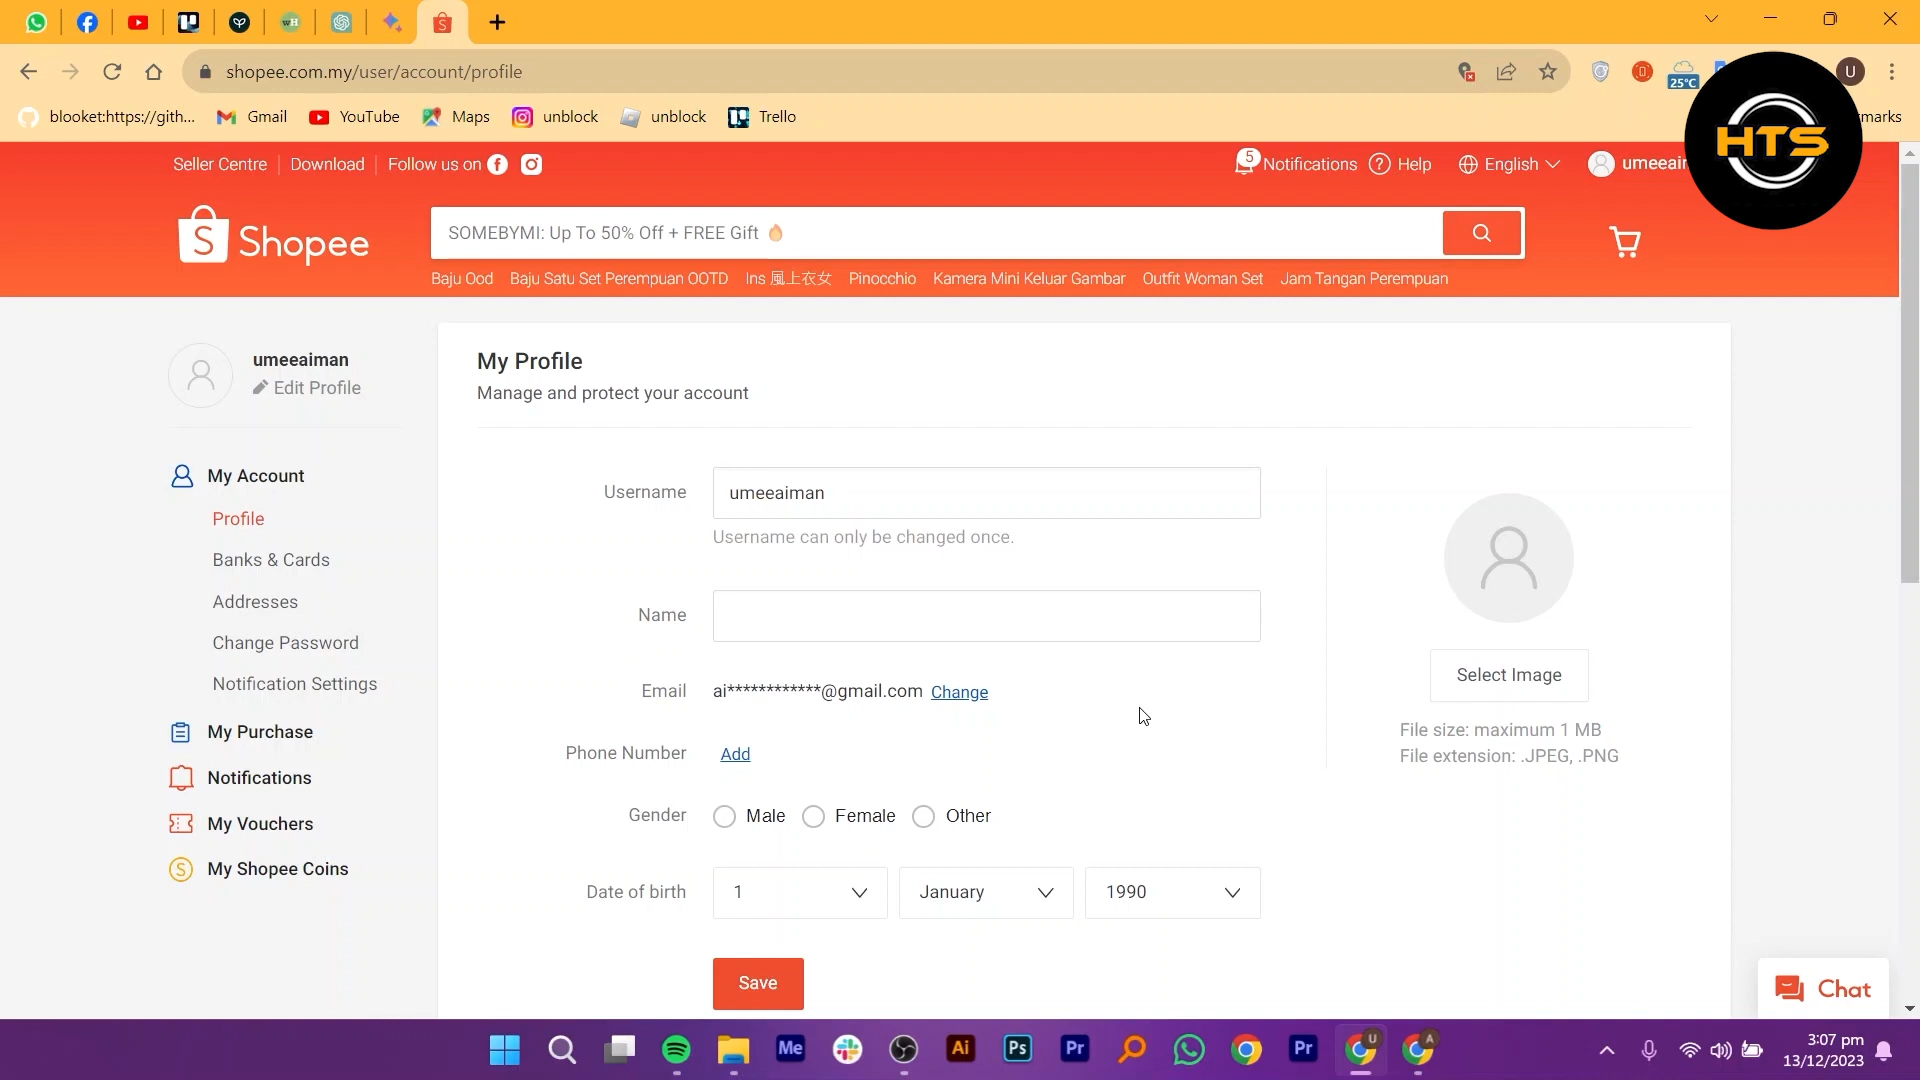 shopee.com.my/user/account/profile
25°C
U
blooket:https://gith... Gmail YouTube Maps unblock unblock Trello marks
HTS
Seller Centre Download Follow us on 5 Notifications Help English umeeai
Shopee
SOMEBYMI: Up To 50% Off + FREE Gift
Baju Ood Baju Satu Set Perempuan OOTD Ins 風上衣女 Pinocchio Kamera Mini Keluar Gambar Outfit Woman Set Jam Tangan Perempuan
umeeaiman
Edit Profile
My Account
Profile
Banks & Cards
Addresses
Change Password
Notification Settings
My Purchase
Notifications
My Vouchers
My Shopee Coins
My Profile
Manage and protect your account
Username umeeaiman
Username can only be changed once.
Name
Email ai************@gmail.com Change
Phone Number Add
Gender Male Female Other
Date of birth 1 January 1990
Save
Select Image
File size: maximum 1 MB
File extension: .JPEG, .PNG
Chat
Me Ai Ps Pr Pr U A
3:07 pm
13/12/2023